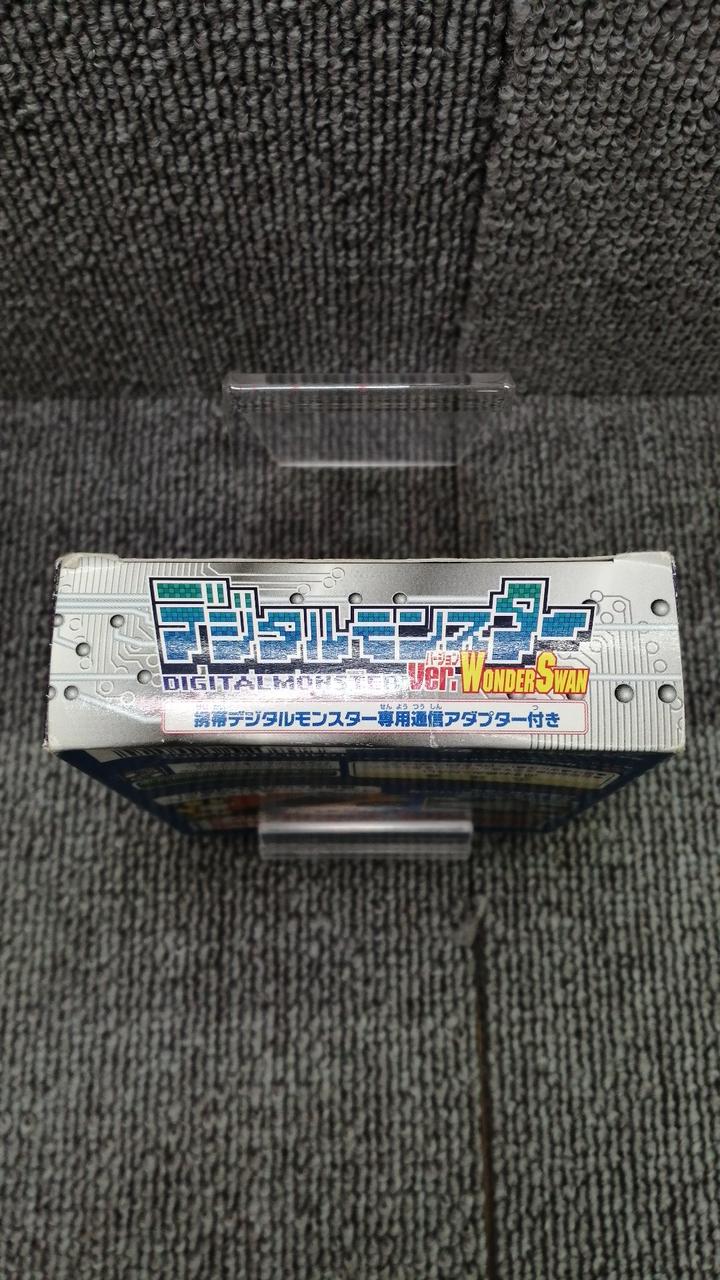 デジタルモンスター
DIGITALMONSTER バージョン Ver. WONDERSWAN
携帯デジタルモンスター専用通信アダプター付き